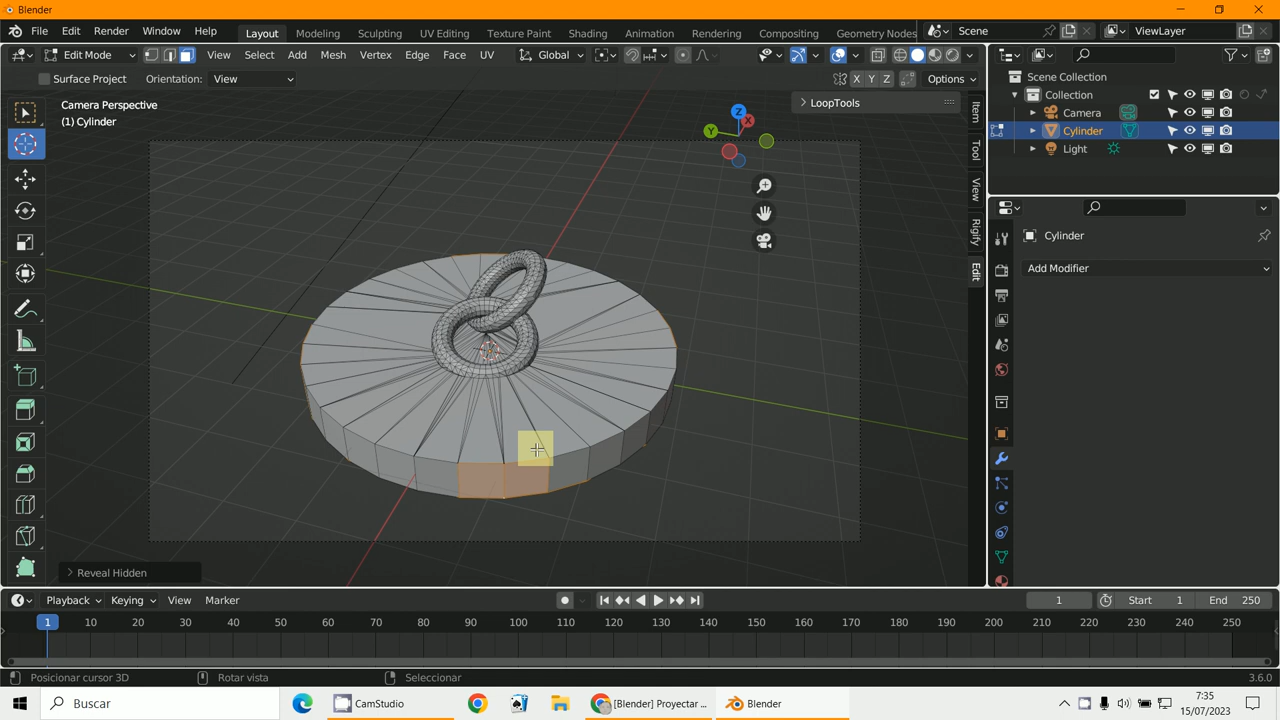 Blender
File Edit Render Window Help Layout Modeling Sculpting UV Editing Texture Paint Shading Animation Rendering Compositing Geometry Nodes Scene ViewLayer
Edit Mode View Select Add Mesh Vertex Edge Face UV Global
Surface Project Orientation: View X Y Z Options
Camera Perspective
(1) Cylinder
LoopTools
Z
X
Y
Item
Tool
View
Rigify
Edit
Reveal Hidden
Scene Collection
Collection
Camera
Cylinder
Light
Cylinder
Add Modifier
Playback Keying View Marker 1 Start 1 End 250
1 10 20 30 40 50 60 70 80 90 100 110 120 130 140 150 160 170 180 190 200 210 220 230 240 250
Posicionar cursor 3D Rotar vista Seleccionar 3.6.0
Buscar CamStudio [Blender] Proyectar ... Blender 7:35
15/07/2023